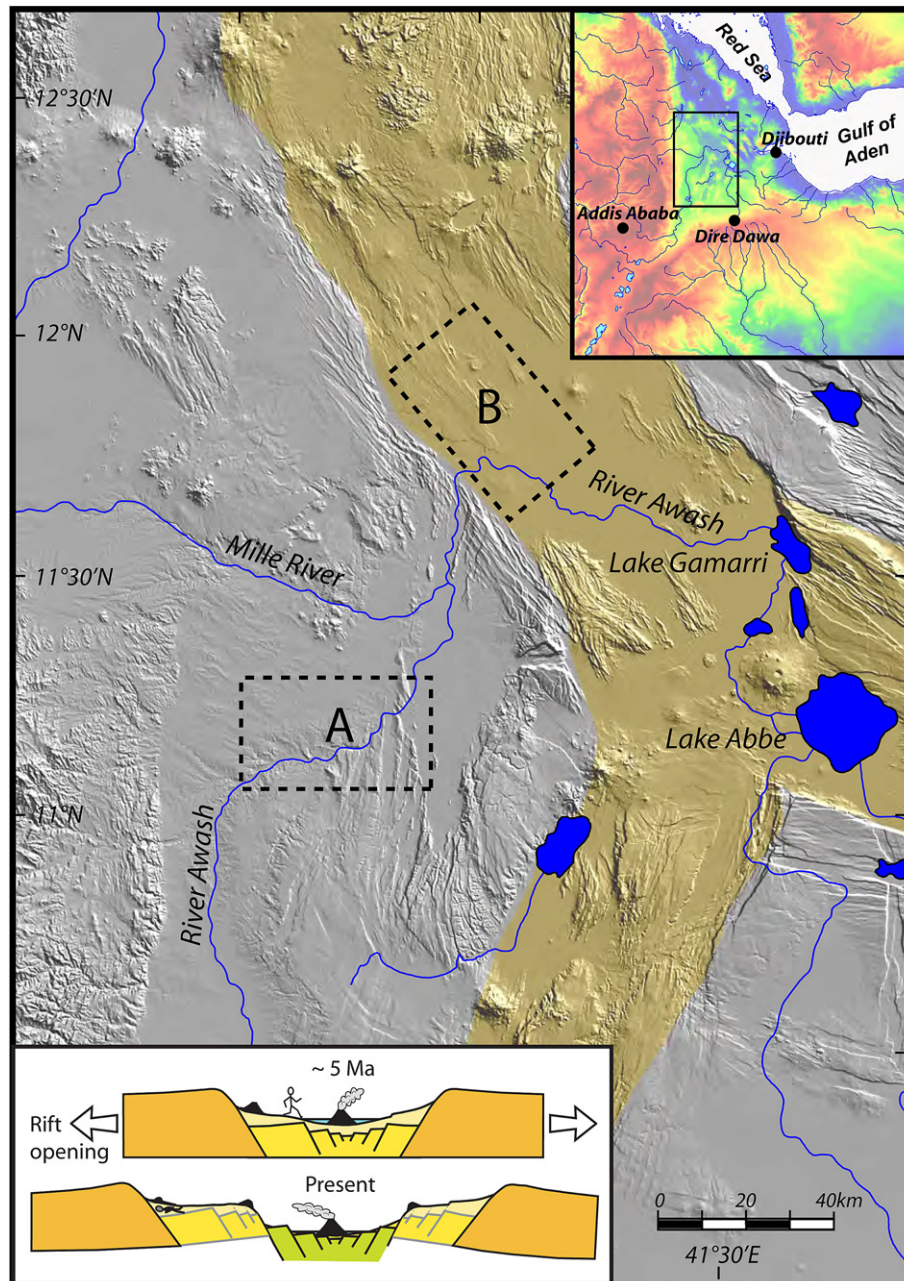 12°30'N
12°N
11°30'N
11°N
Red Sea
Djibouti
Gulf of
Aden
Addis Ababa
Dire Dawa
B
River Awash
Mille River
Lake Gamarri
A
Lake Abbe
River Awash
~ 5 Ma
Rift
opening
Present
0 20 40km
41°30'E